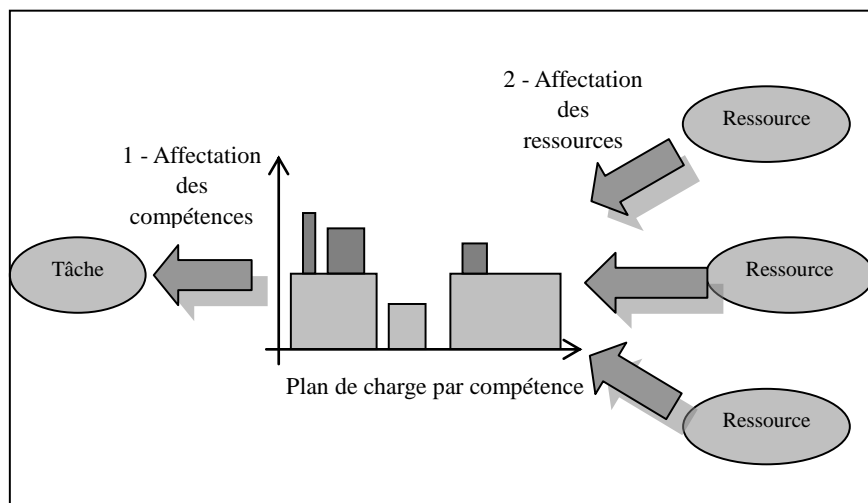 1 - Affectation
des
compétences
Tâche
2 - Affectation
des
ressources
Ressource
Ressource
Ressource
Plan de charge par compétence